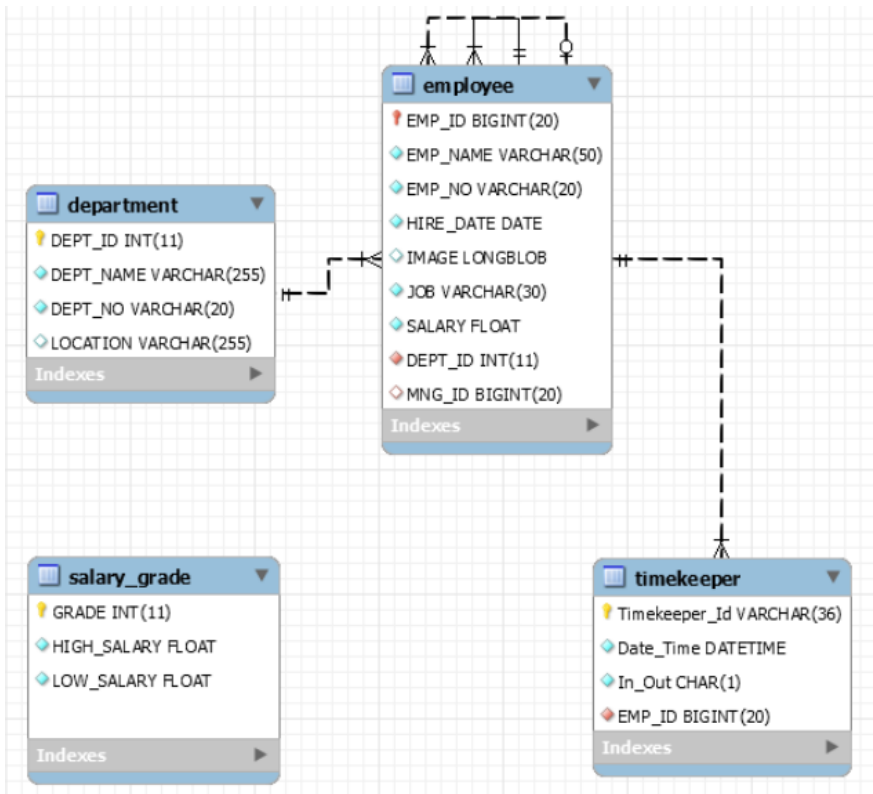 employee
EMP_ID BIGINT(20)
EMP_NAME VARCHAR(50)
EMP_NO VARCHAR(20)
HIRE_DATE DATE
IMAGE LONGBLOB
JOB VARCHAR(30)
SALARY FLOAT
DEPT_ID INT(11)
MNG_ID BIGINT(20)
Indexes
department
DEPT_ID INT(11)
DEPT_NAME VARCHAR(255)
DEPT_NO VARCHAR(20)
LOCATION VARCHAR(255)
Indexes
salary_grade
GRADE INT(11)
HIGH_SALARY FLOAT
LOW_SALARY FLOAT
Indexes
timekeeper
Timekeeper_Id VARCHAR(36)
Date_Time DATETIME
In_Out CHAR(1)
EMP_ID BIGINT(20)
Indexes